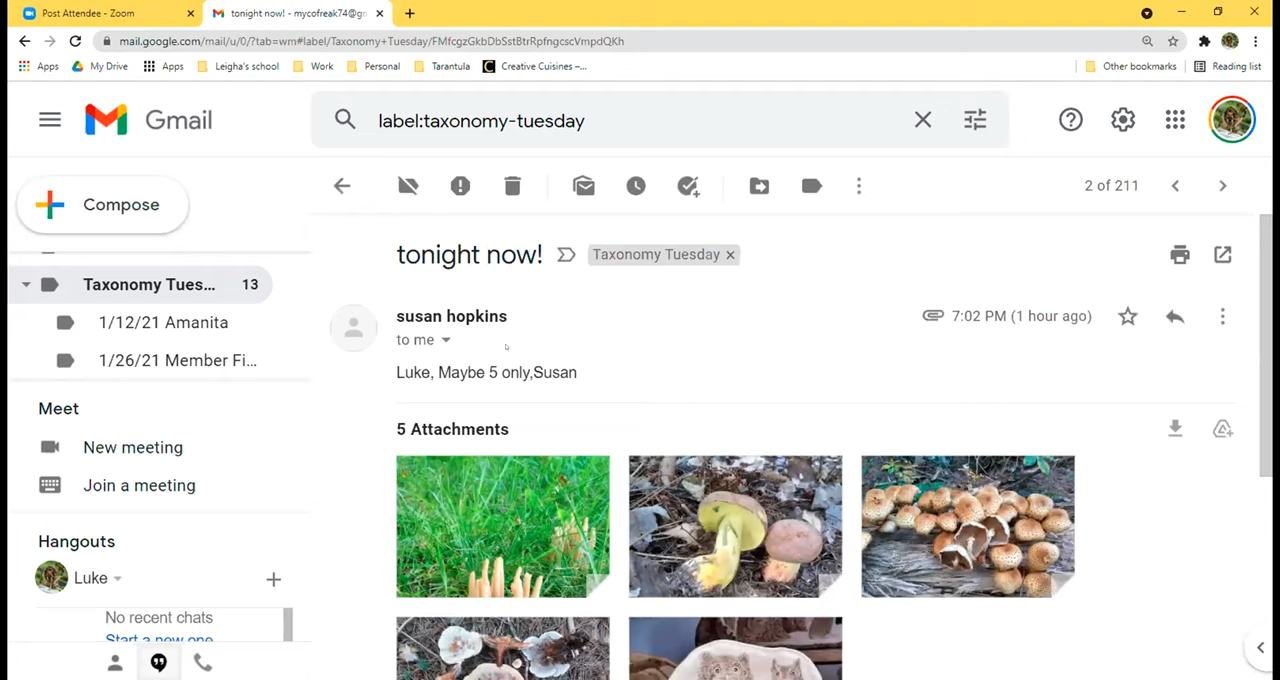 Post Attendee - Zoom
tonight now! - mycofreak74@gn
mail.google.com/mail/u/0/?tab=wm#label/Taxonomy+Tuesday/FMfcgzGkbDbSstBtrRpfngcscVmpdQKh
Apps My Drive Apps Leigha's school Work Personal Tarantula Creative Cuisines –... Other bookmarks Reading list
Gmail
label:taxonomy-tuesday
Compose
2 of 211
tonight now! Taxonomy Tuesday
Taxonomy Tues... 13
1/12/21 Amanita
1/26/21 Member Fi...
susan hopkins 7:02 PM (1 hour ago)
to me
Luke, Maybe 5 only,Susan
Meet
New meeting
Join a meeting
5 Attachments
Hangouts
Luke
No recent chats
Start a new one